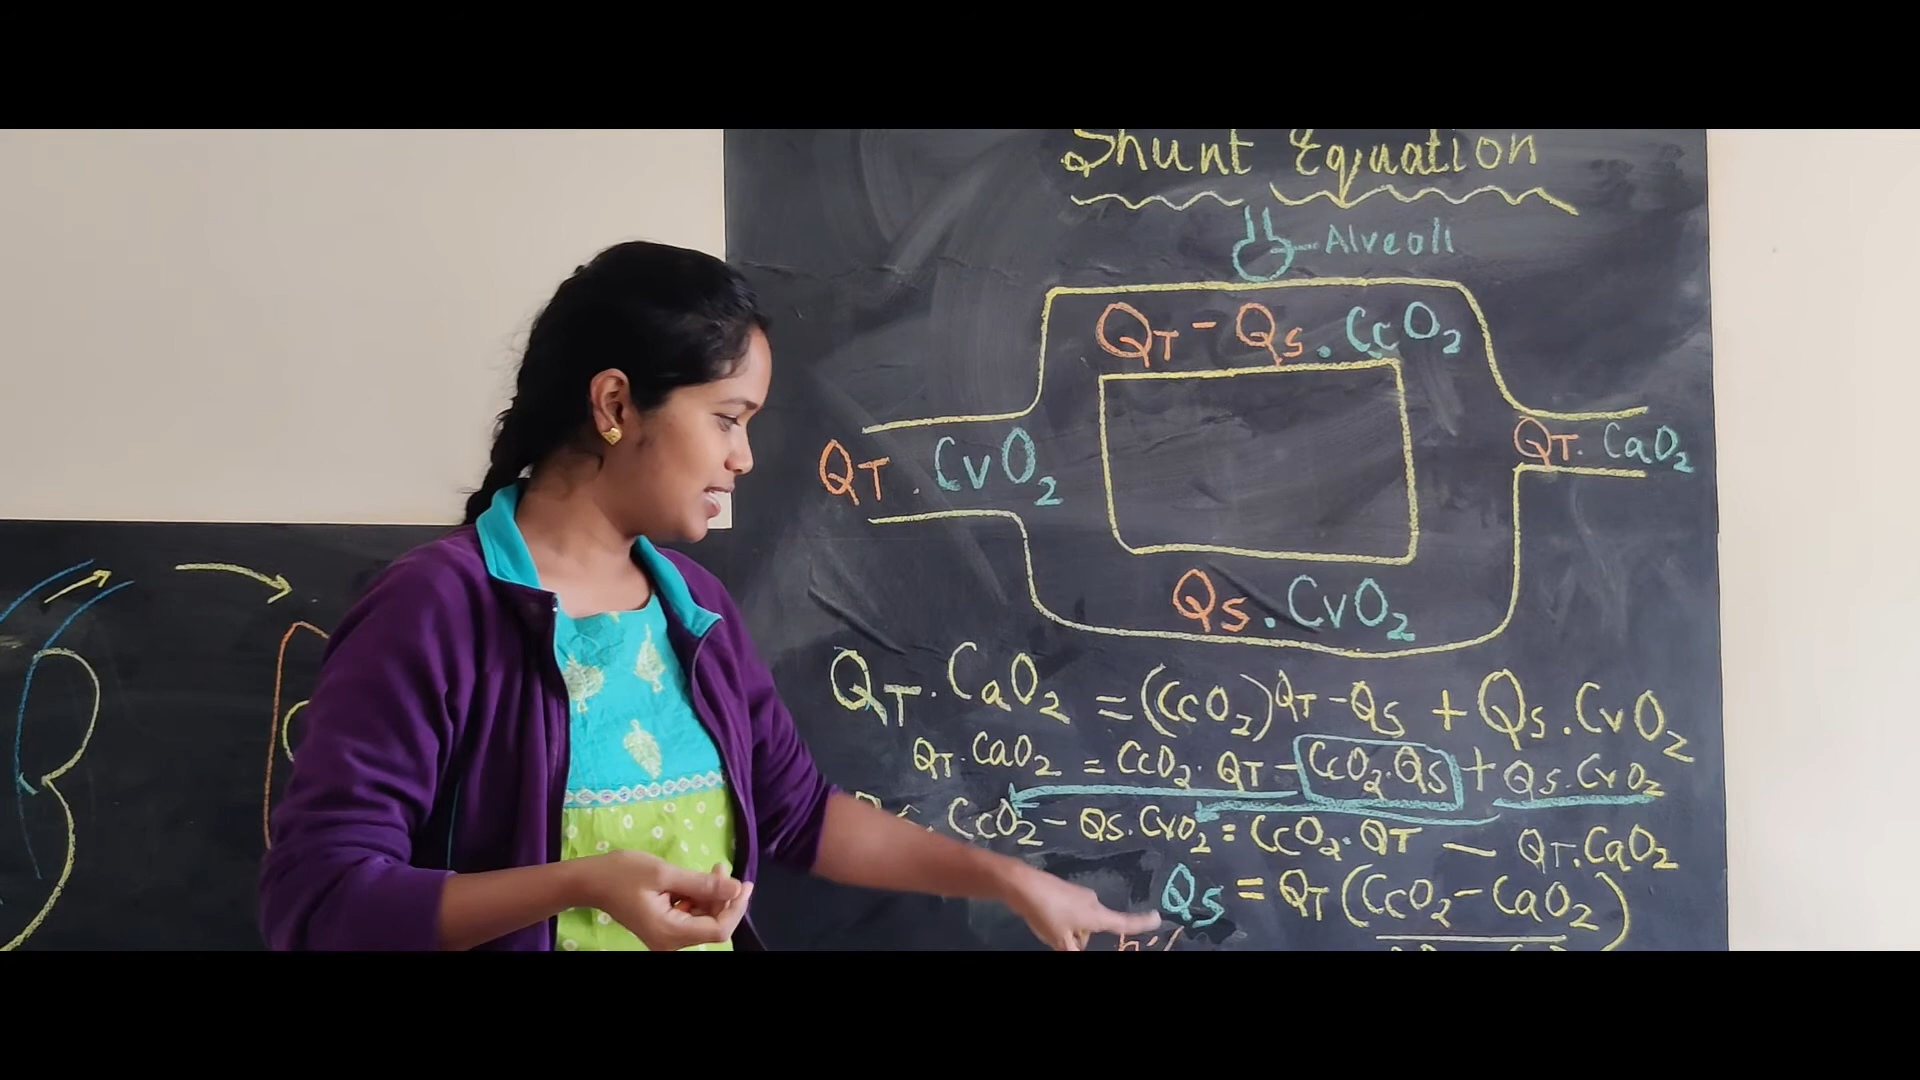 Shunt Equation
Alveoli
QT - QS . CcO2
QT . CvO2
QT . CaO2
QS . CvO2
QT . CaO2 = (CcO2) QT - QS + QS . CvO2
QT . CaO2 = CcO2 . QT - CcO2 . QS + QS . CvO2
. CcO2 - QS . CvO2 = CcO2 . QT - QT . CaO2
QS = QT (CcO2 - CaO2)